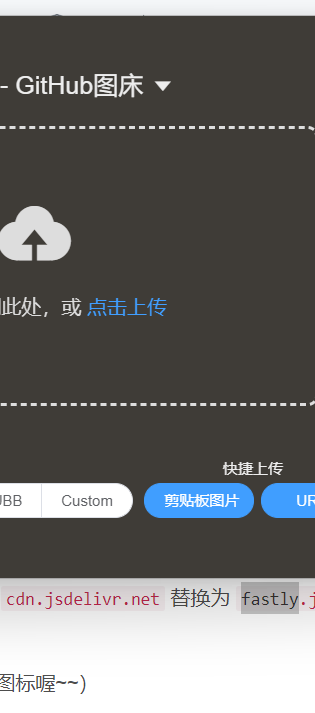 - GitHub图床
此处，或 点击上传
快捷上传
UBB Custom 剪贴板图片 UR
cdn.jsdelivr.net 替换为 fastly.j
图标喔~~)